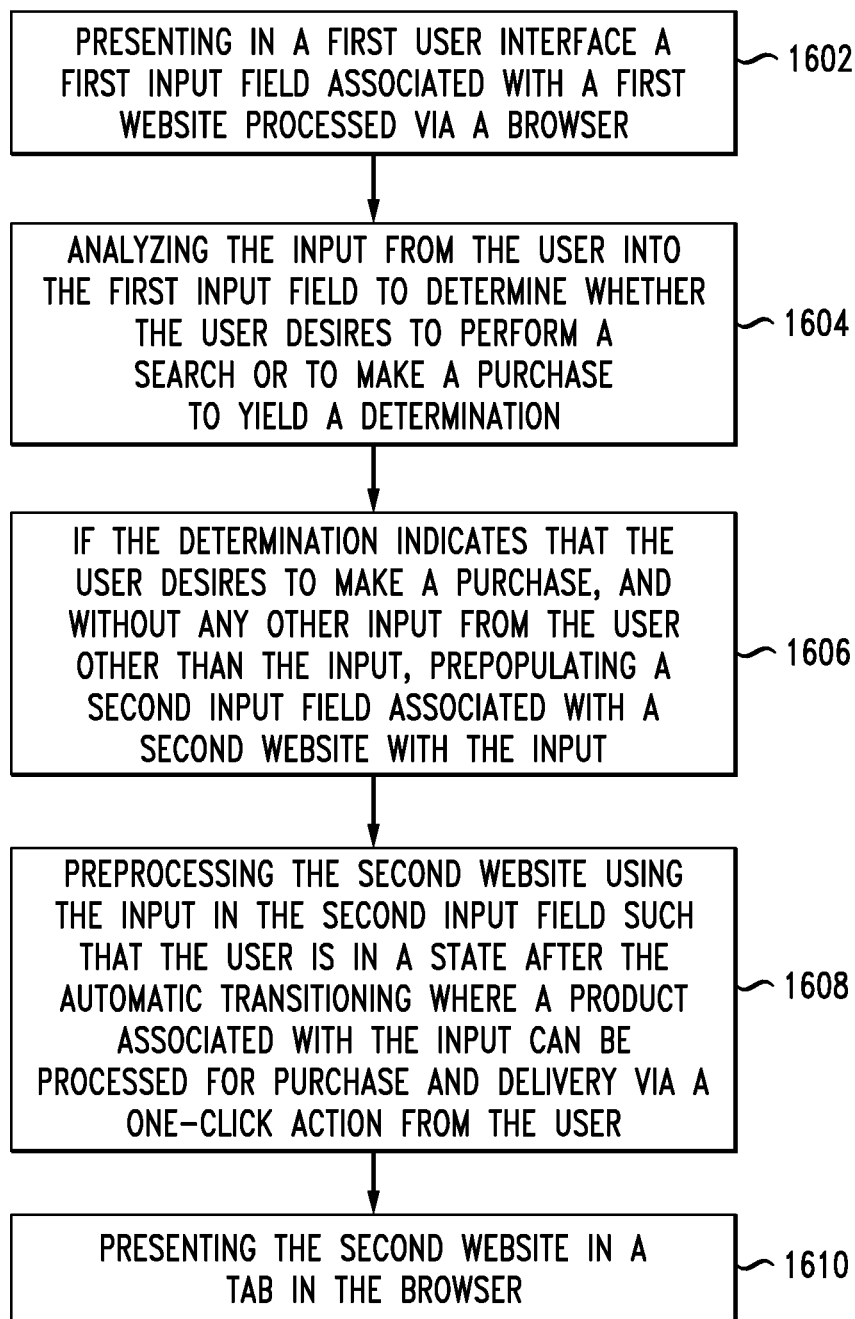 PRESENTING IN A FIRST USER INTERFACE A
FIRST INPUT FIELD ASSOCIATED WITH A FIRST
WEBSITE PROCESSED VIA A BROWSER
1602
ANALYZING THE INPUT FROM THE USER INTO
THE FIRST INPUT FIELD TO DETERMINE WHETHER
THE USER DESIRES TO PERFORM A
SEARCH OR TO MAKE A PURCHASE
TO YIELD A DETERMINATION
1604
IF THE DETERMINATION INDICATES THAT THE
USER DESIRES TO MAKE A PURCHASE, AND
WITHOUT ANY OTHER INPUT FROM THE USER
OTHER THAN THE INPUT, PREPOPULATING A
SECOND INPUT FIELD ASSOCIATED WITH A
SECOND WEBSITE WITH THE INPUT
1606
PREPROCESSING THE SECOND WEBSITE USING
THE INPUT IN THE SECOND INPUT FIELD SUCH
THAT THE USER IS IN A STATE AFTER THE
AUTOMATIC TRANSITIONING WHERE A PRODUCT
ASSOCIATED WITH THE INPUT CAN BE
PROCESSED FOR PURCHASE AND DELIVERY VIA A
ONE-CLICK ACTION FROM THE USER
1608
PRESENTING THE SECOND WEBSITE IN A
TAB IN THE BROWSER
1610